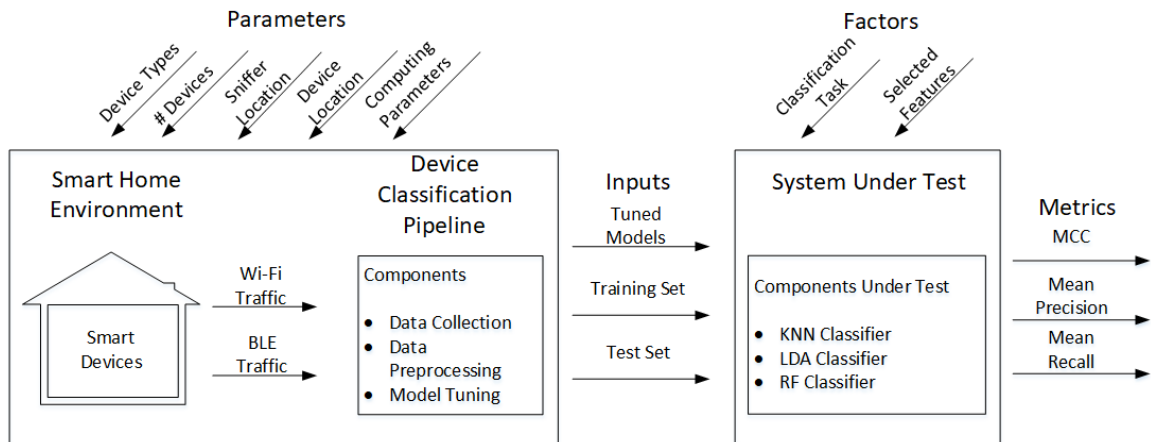 Parameters
Factors
Device Types
# Devices
Sniffer
Location
Device
Location
Computing
Parameters
Classification
Task
Selected
Features
Smart Home
Environment
Device
Classification
Pipeline
Inputs
System Under Test
Metrics
Smart
Devices
Wi-Fi
Traffic
BLE
Traffic
Components
● Data Collection
● Data
Preprocessing
● Model Tuning
Tuned
Models
Training Set
Test Set
Components Under Test
● KNN Classifier
● LDA Classifier
● RF Classifier
MCC
Mean
Precision
Mean
Recall